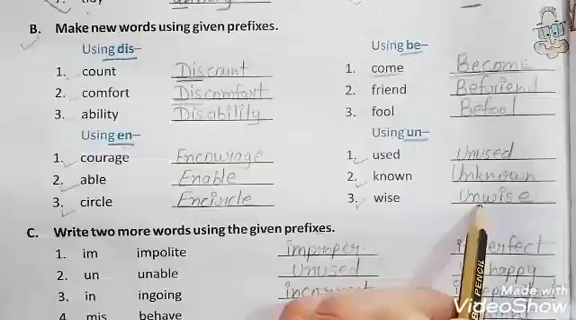 B. Make new words using given prefixes.
Using dis–
1. count Discount
2. comfort Discomfort
3. ability Disability
Using en–
1. courage Encourage
2. able Enable
3. circle Encircle
Using be–
1. come Become
2. friend Befriend
3. fool Befool
Using un–
1. used Unused
2. known Unknown
3. wise Unwise
C. Write two more words using the given prefixes.
1. im impolite improper
2. un unable Unused happy
3. in ingoing
4. mis behave
PENCIL
Made with
VideoShow